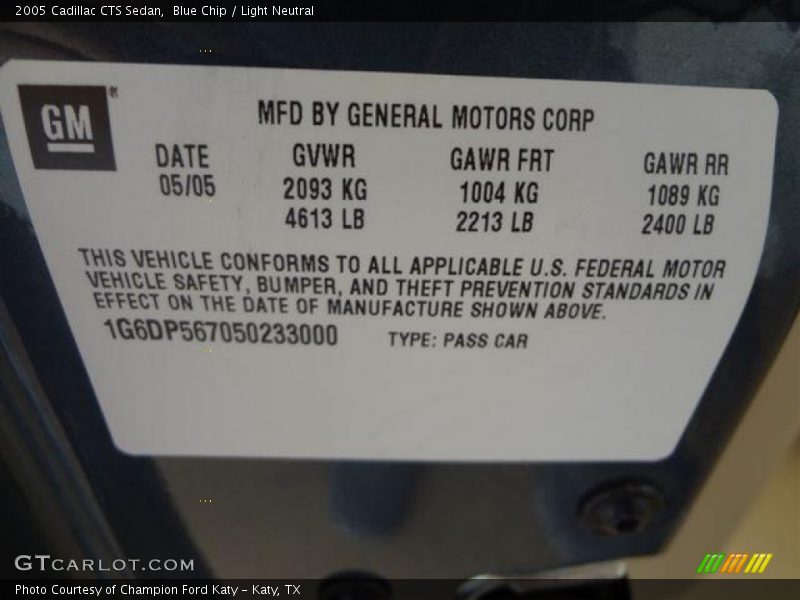 2005 Cadillac CTS Sedan, Blue Chip / Light Neutral
GM®
MFD BY GENERAL MOTORS CORP
DATE GVWR GAWR FRT GAWR RR
05/05 2093 KG 1004 KG 1089 KG
4613 LB 2213 LB 2400 LB
THIS VEHICLE CONFORMS TO ALL APPLICABLE U.S. FEDERAL MOTOR
VEHICLE SAFETY, BUMPER, AND THEFT PREVENTION STANDARDS IN
EFFECT ON THE DATE OF MANUFACTURE SHOWN ABOVE.
1G6DP567050233000 TYPE: PASS CAR
GTCARLOT.COM
Photo Courtesy of Champion Ford Katy - Katy, TX